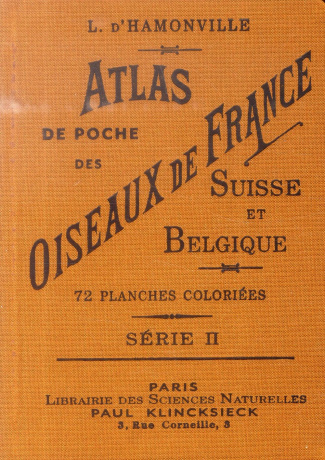 L. D'HAMONVILLE
ATLAS
DE POCHE
DES
OISEAUX DE FRANCE
SUISSE
ET
BELGIQUE
72 PLANCHES COLORIÉES
SÉRIE II
PARIS
LIBRAIRIE DES SCIENCES NATURELLES
PAUL KLINCKSIECK
3, Rue Corneille, 3